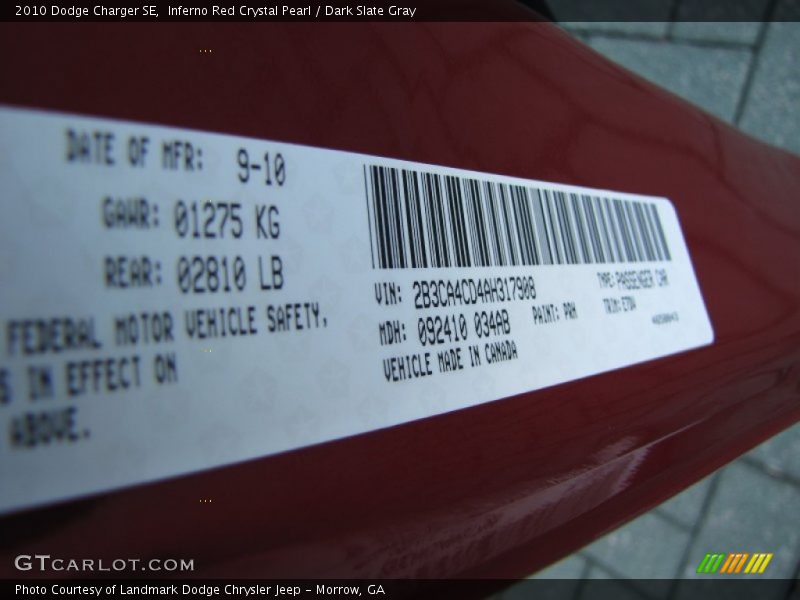 2010 Dodge Charger SE,  Inferno Red Crystal Pearl / Dark Slate Gray
DATE OF MFR: 9-10
GAWR: 01275 KG
REAR: 02810 LB
FEDERAL MOTOR VEHICLE SAFETY,
S IN EFFECT ON
ABOVE.
VIN: 2B3CA4CD4AH317908
TYPE: PASSENGER CAR
MDH: 092410 034AB
PAINT: PRH
TRIM: ETDV
VEHICLE MADE IN CANADA
GTCARLOT.COM
Photo Courtesy of Landmark Dodge Chrysler Jeep - Morrow, GA